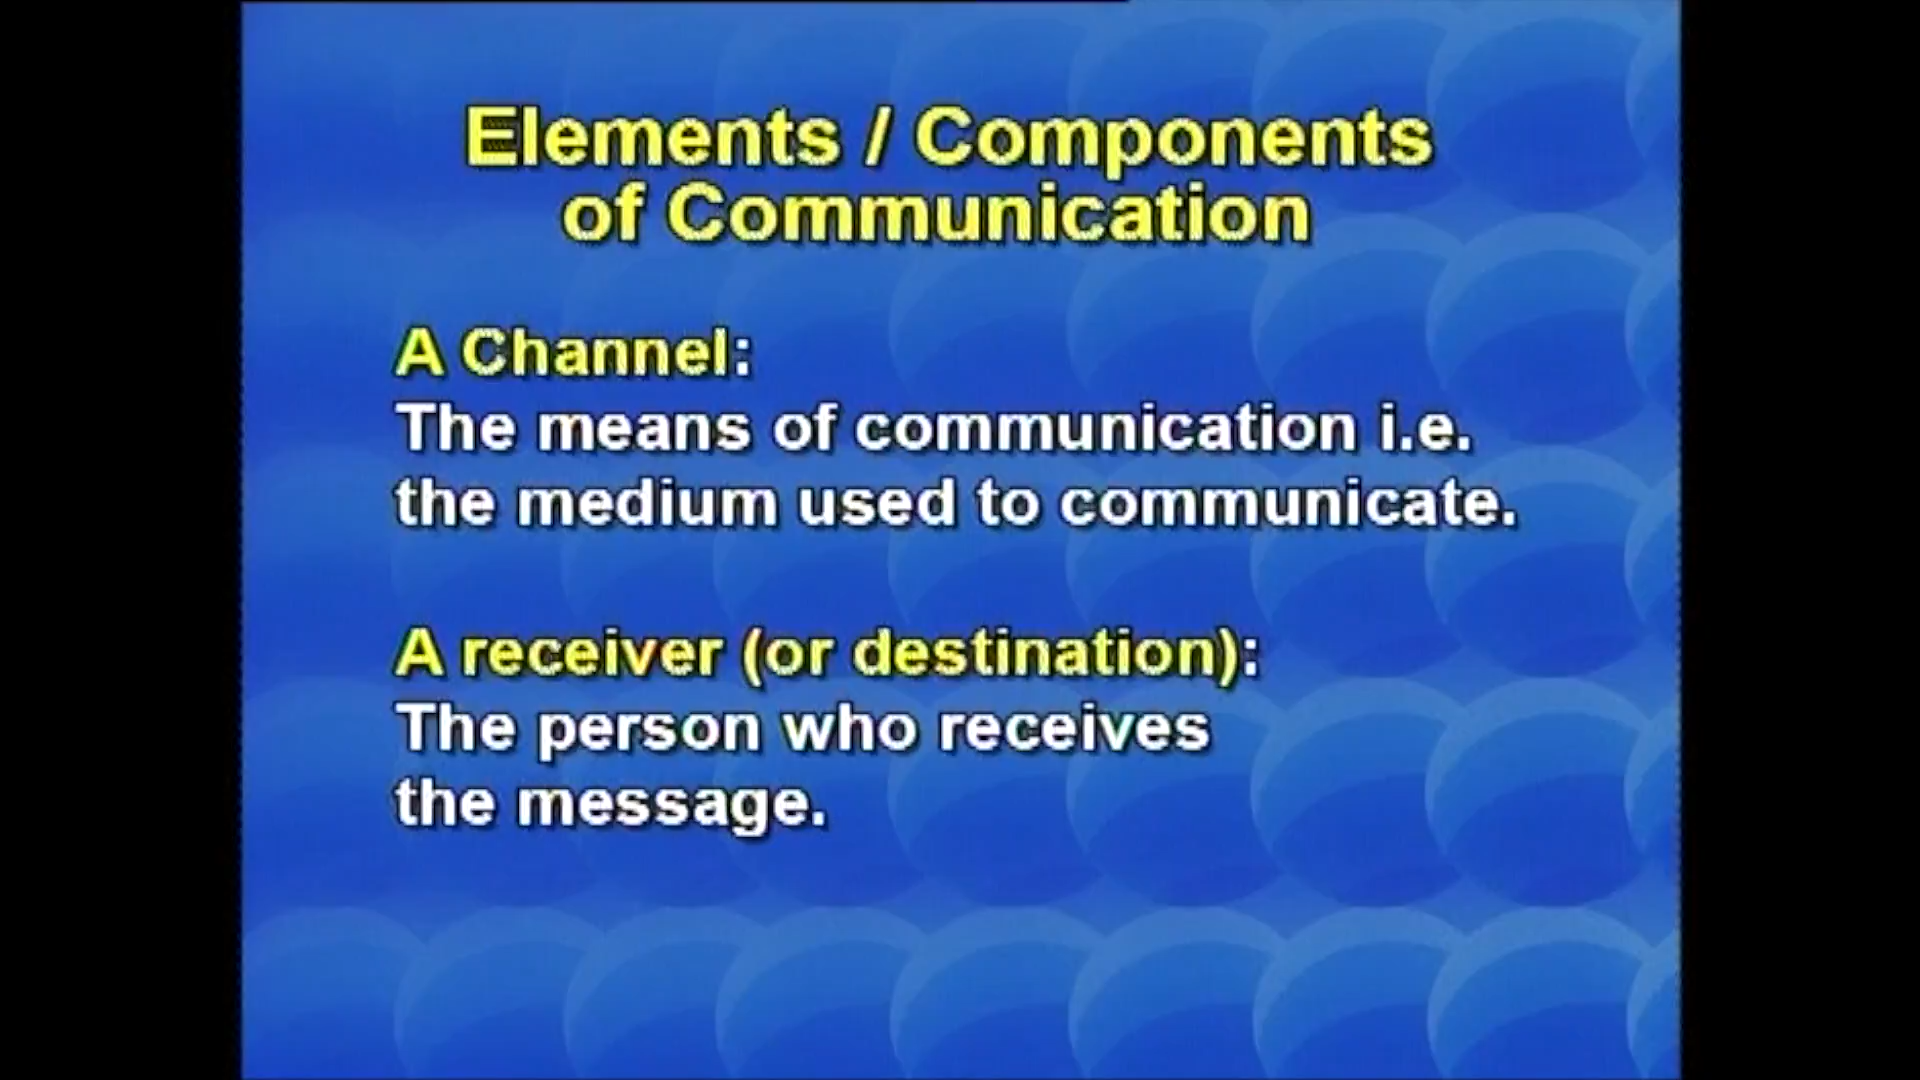 Elements / Components
of Communication
A Channel:
The means of communication i.e.
the medium used to communicate.
A receiver (or destination):
The person who receives
the message.